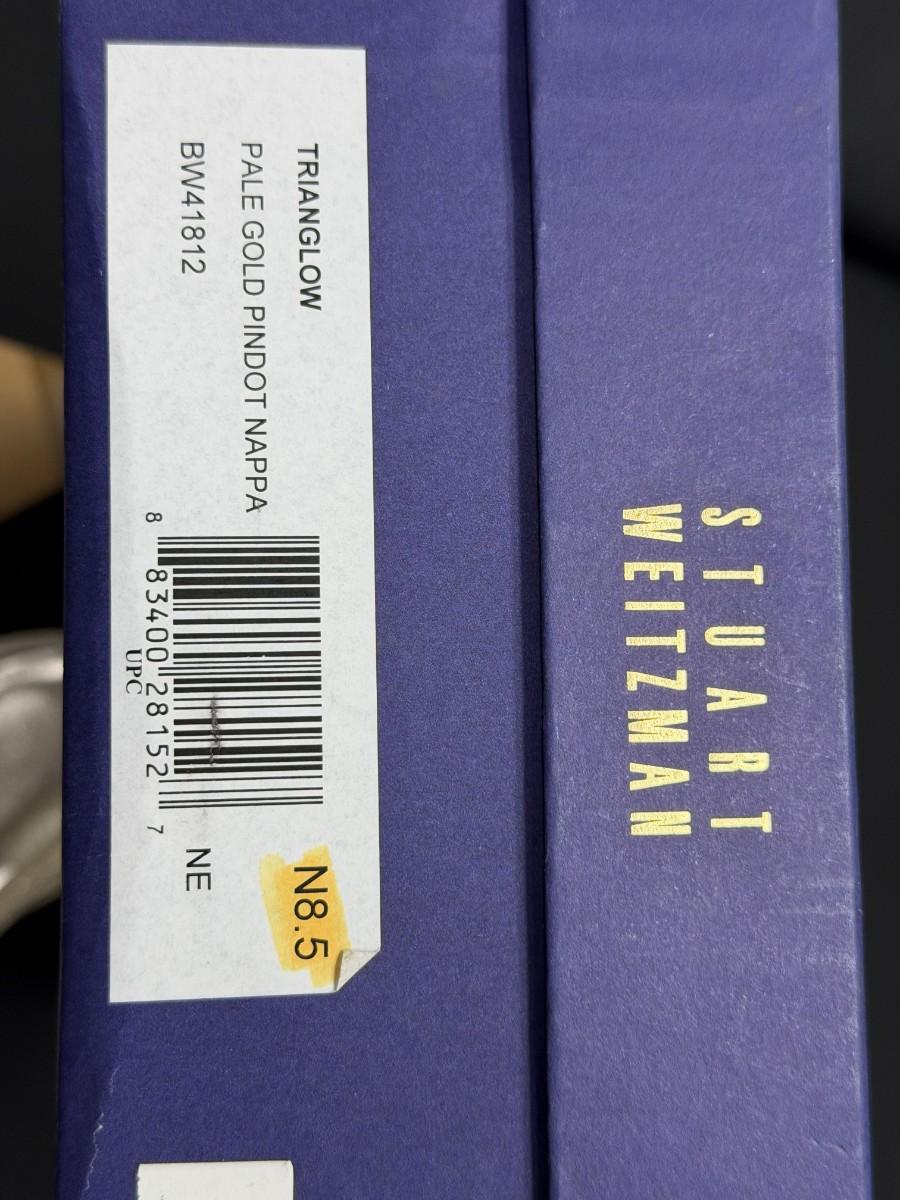 STUART
WEITZMAN
TRIANGLOW
PALE GOLD PINDOT NAPPA
BW41812
8 83400 28152 7
UPC
N8.5
NE